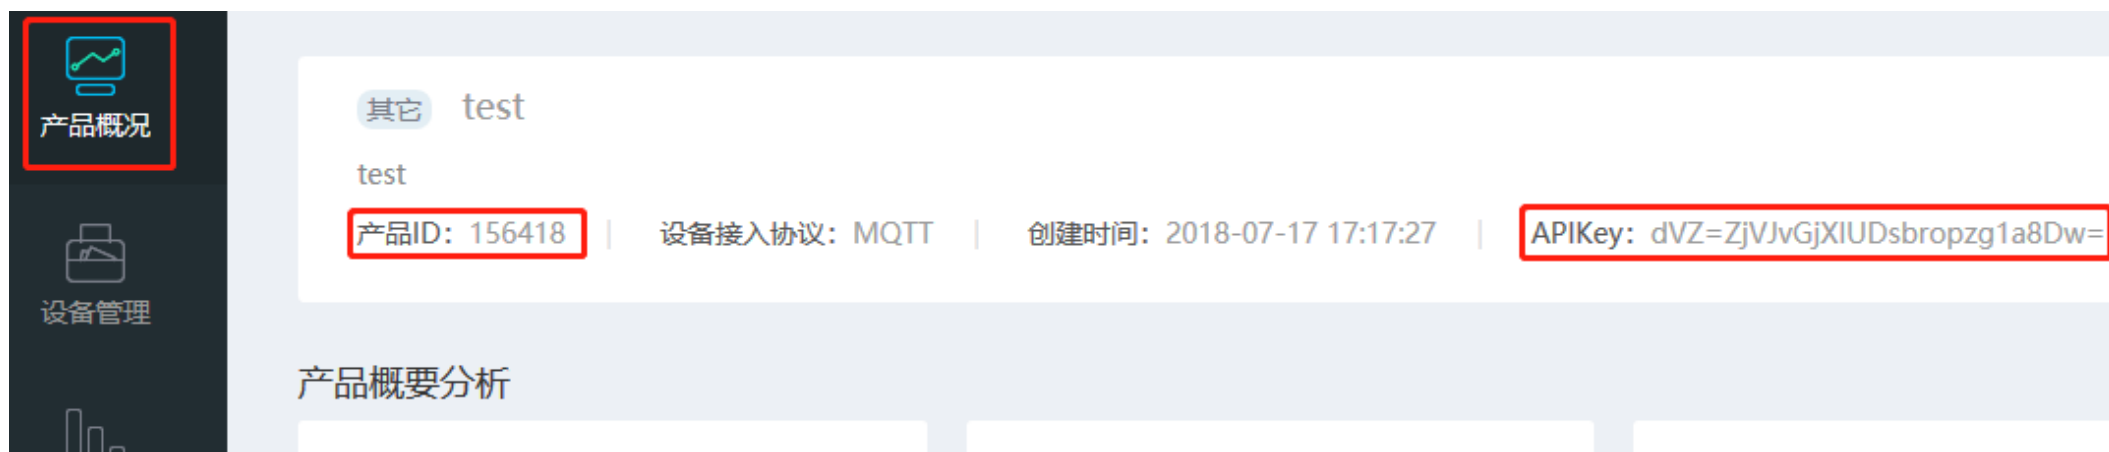 产品概况
其它 test
test
产品ID：156418 设备接入协议：MQTT 创建时间：2018-07-17 17:17:27 APIKey：dVZ=ZjVJvGjXIUDsbropzg1a8Dw=
设备管理
产品概要分析